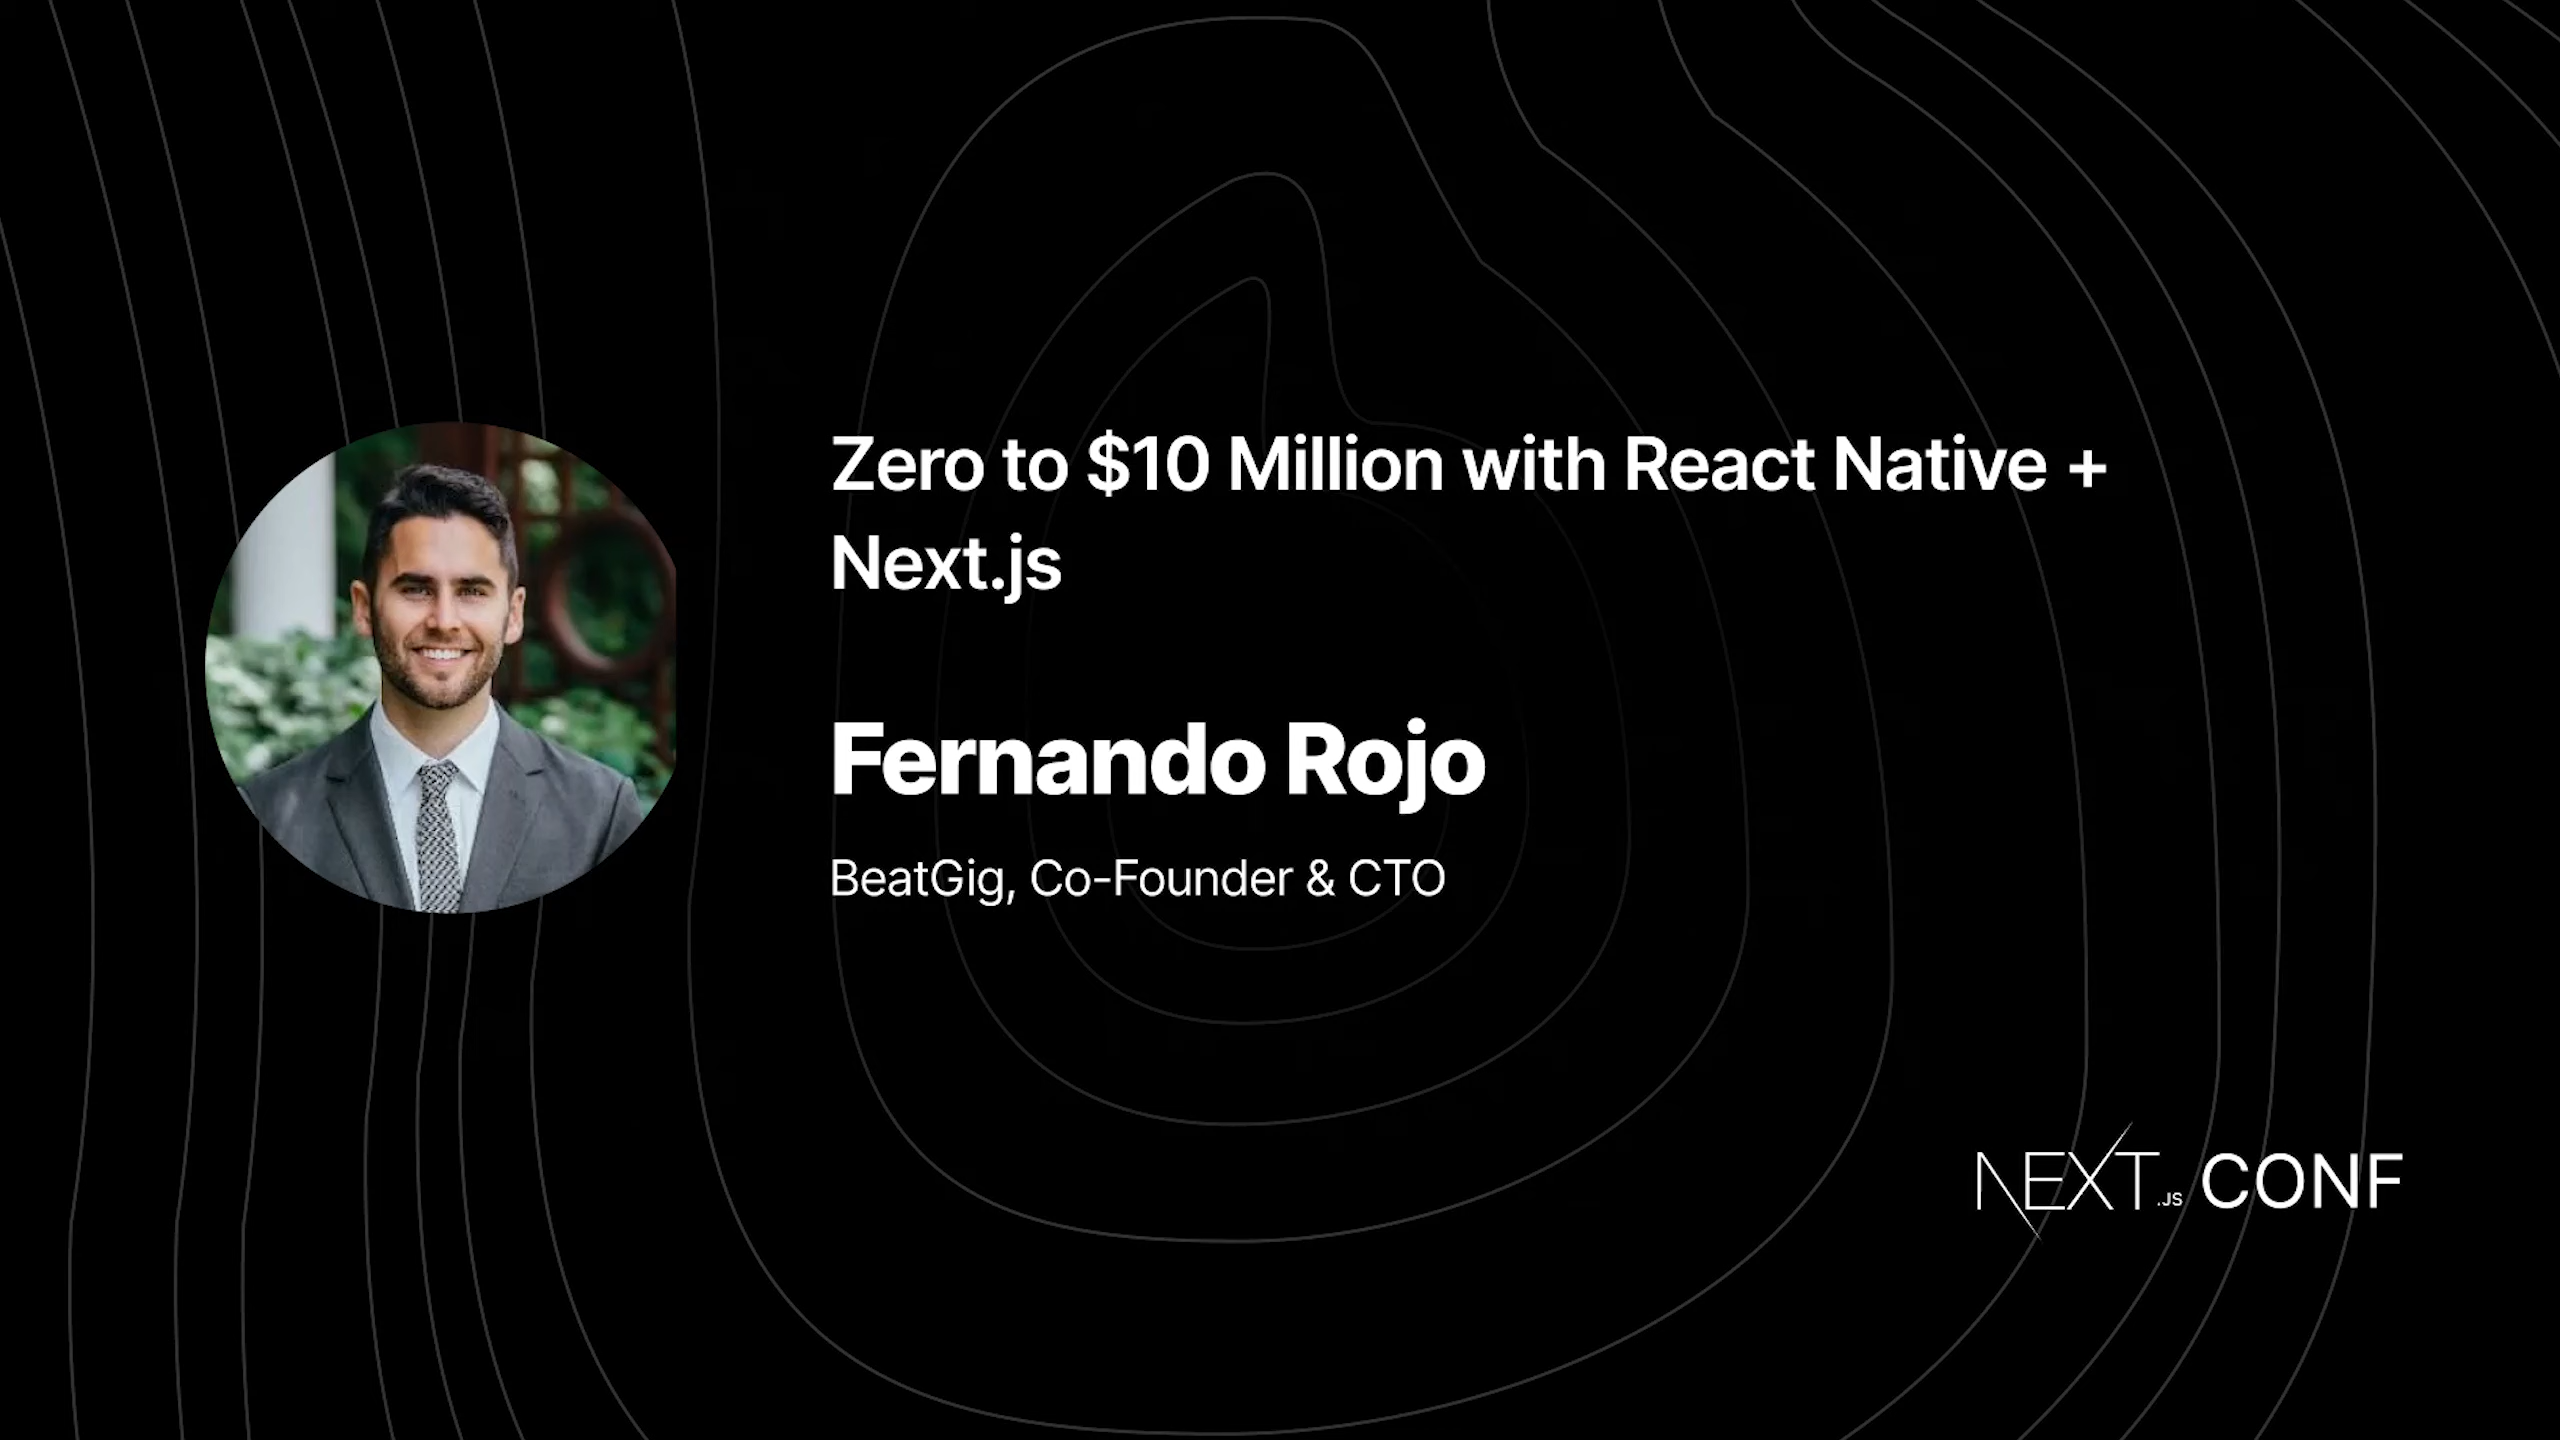 Zero to $10 Million with React Native +
Next.js
Fernando Rojo
BeatGig, Co-Founder & CTO
NEXT.JS CONF